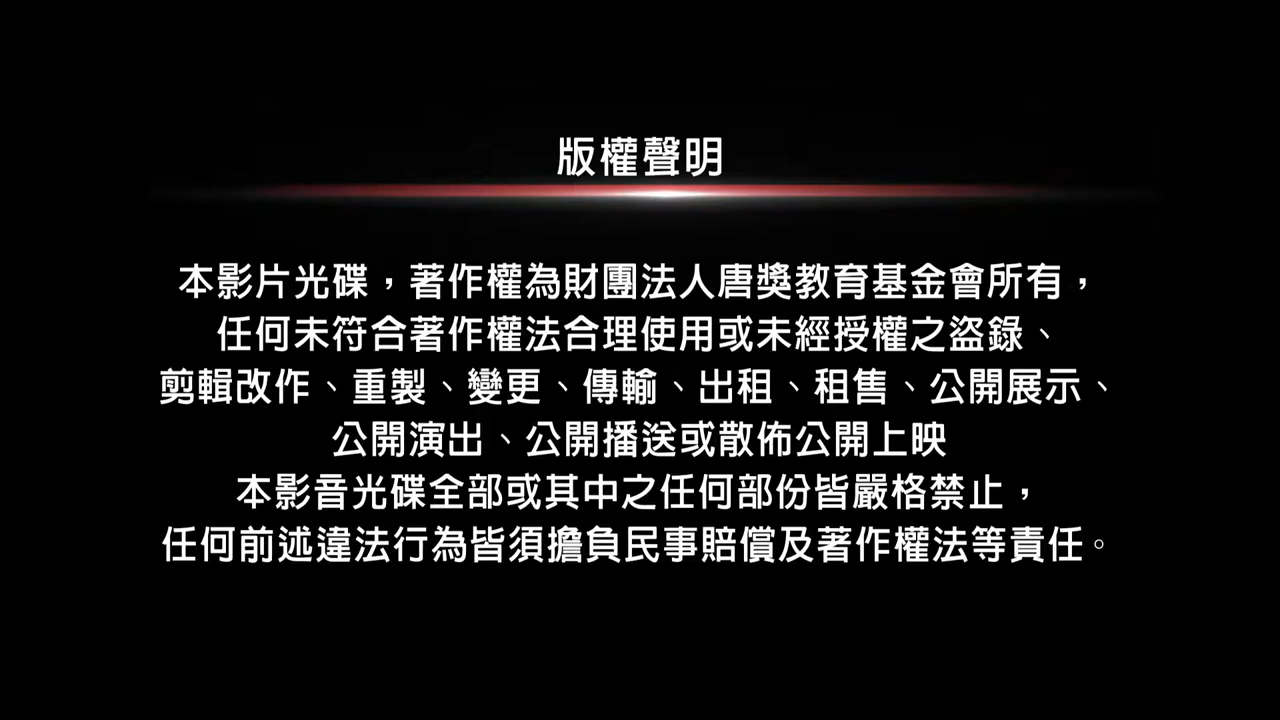 版權聲明
本影片光碟，著作權為財團法人唐獎教育基金會所有，
任何未符合著作權法合理使用或未經授權之盜錄、
剪輯改作、重製、變更、傳輸、出租、租售、公開展示、
公開演出、公開播送或散佈公開上映
本影音光碟全部或其中之任何部份皆嚴格禁止，
任何前述違法行為皆須擔負民事賠償及著作權法等責任。